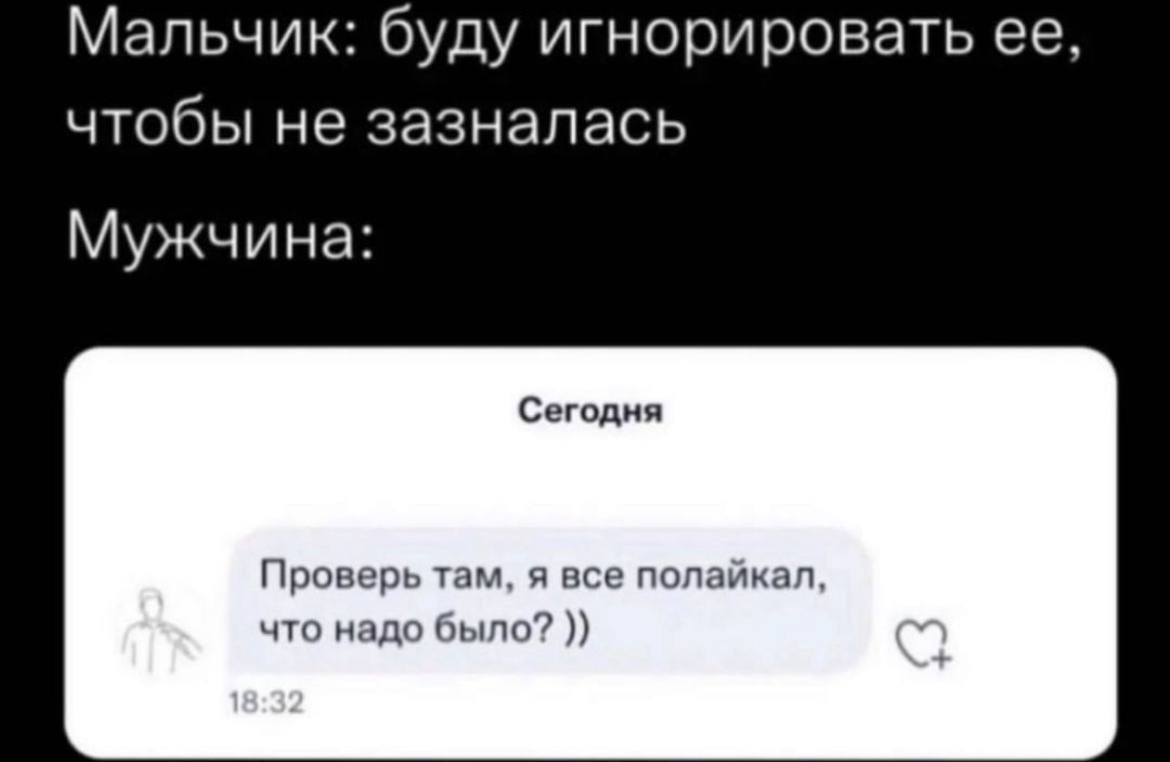 Мальчик: буду игнорировать ее,
чтобы не зазналась
Мужчина:
Сегодня
Проверь там, я все полайкал,
что надо было? ))
18:32